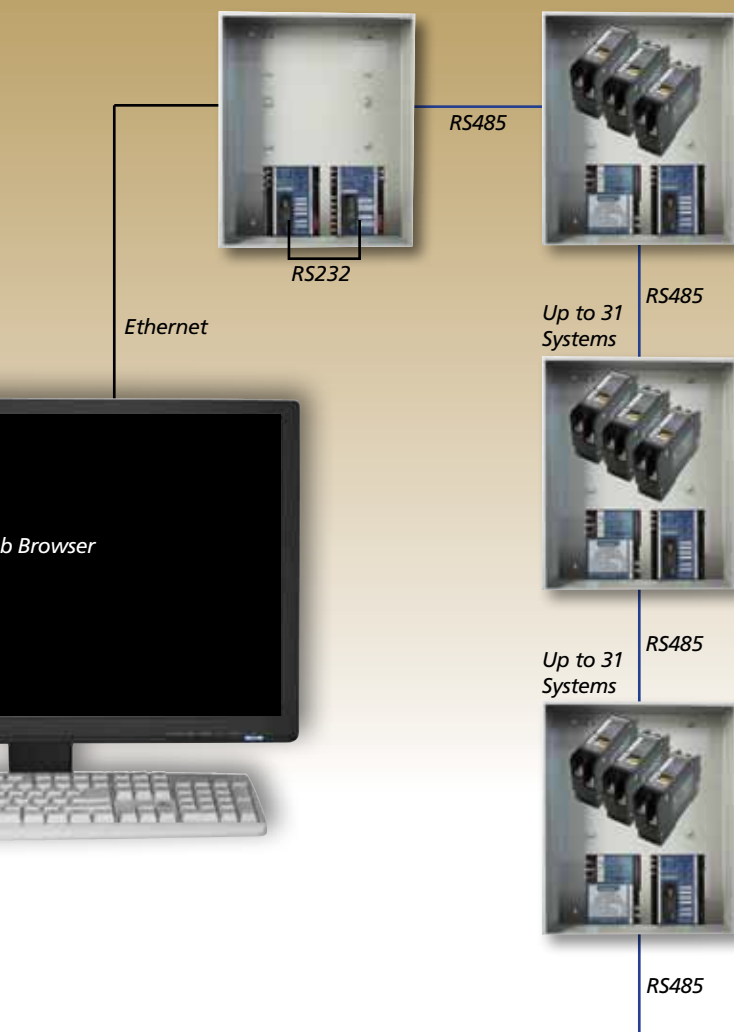 RS485
RS232
RS485
Up to 31
Systems
Ethernet
b Browser
RS485
Up to 31
Systems
RS485